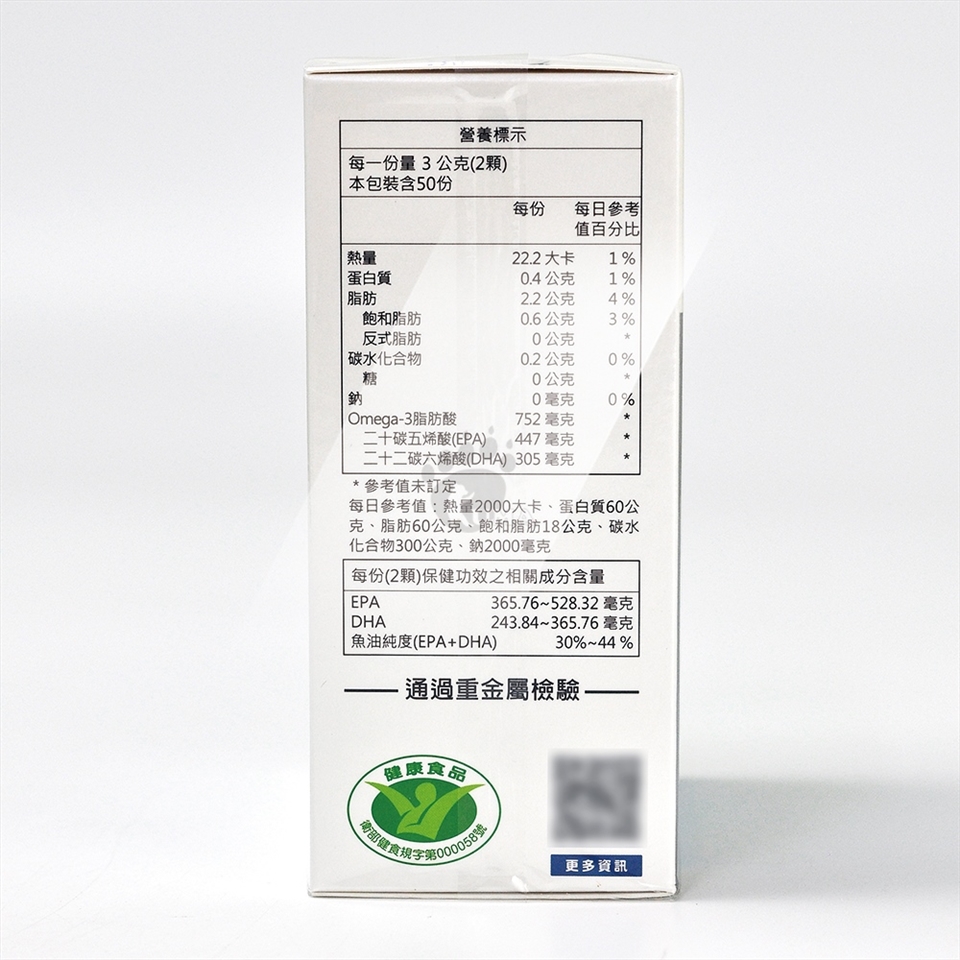 營養標示
每一份量 3 公克(2顆)
本包裝含50份
每份 每日參考
值百分比
熱量 22.2 大卡 1 %
蛋白質 0.4 公克 1 %
脂肪 2.2 公克 4 %
飽和脂肪 0.6 公克 3 %
反式脂肪 0 公克 *
碳水化合物 0.2 公克 0 %
糖 0 公克 *
鈉 0 毫克 0 %
Omega-3脂肪酸 752 毫克 *
二十碳五烯酸(EPA) 447 毫克 *
二十二碳六烯酸(DHA) 305 毫克 *
* 參考值未訂定
每日參考值：熱量2000大卡、蛋白質60公
克、脂肪60公克、飽和脂肪18公克、碳水
化合物300公克、鈉2000毫克
每份(2顆)保健功效之相關成分含量
EPA 365.76~528.32 毫克
DHA 243.84~365.76 毫克
魚油純度(EPA+DHA) 30%~44 %
通過重金屬檢驗
健康食品
衛部健食規字第000058號
更多資訊